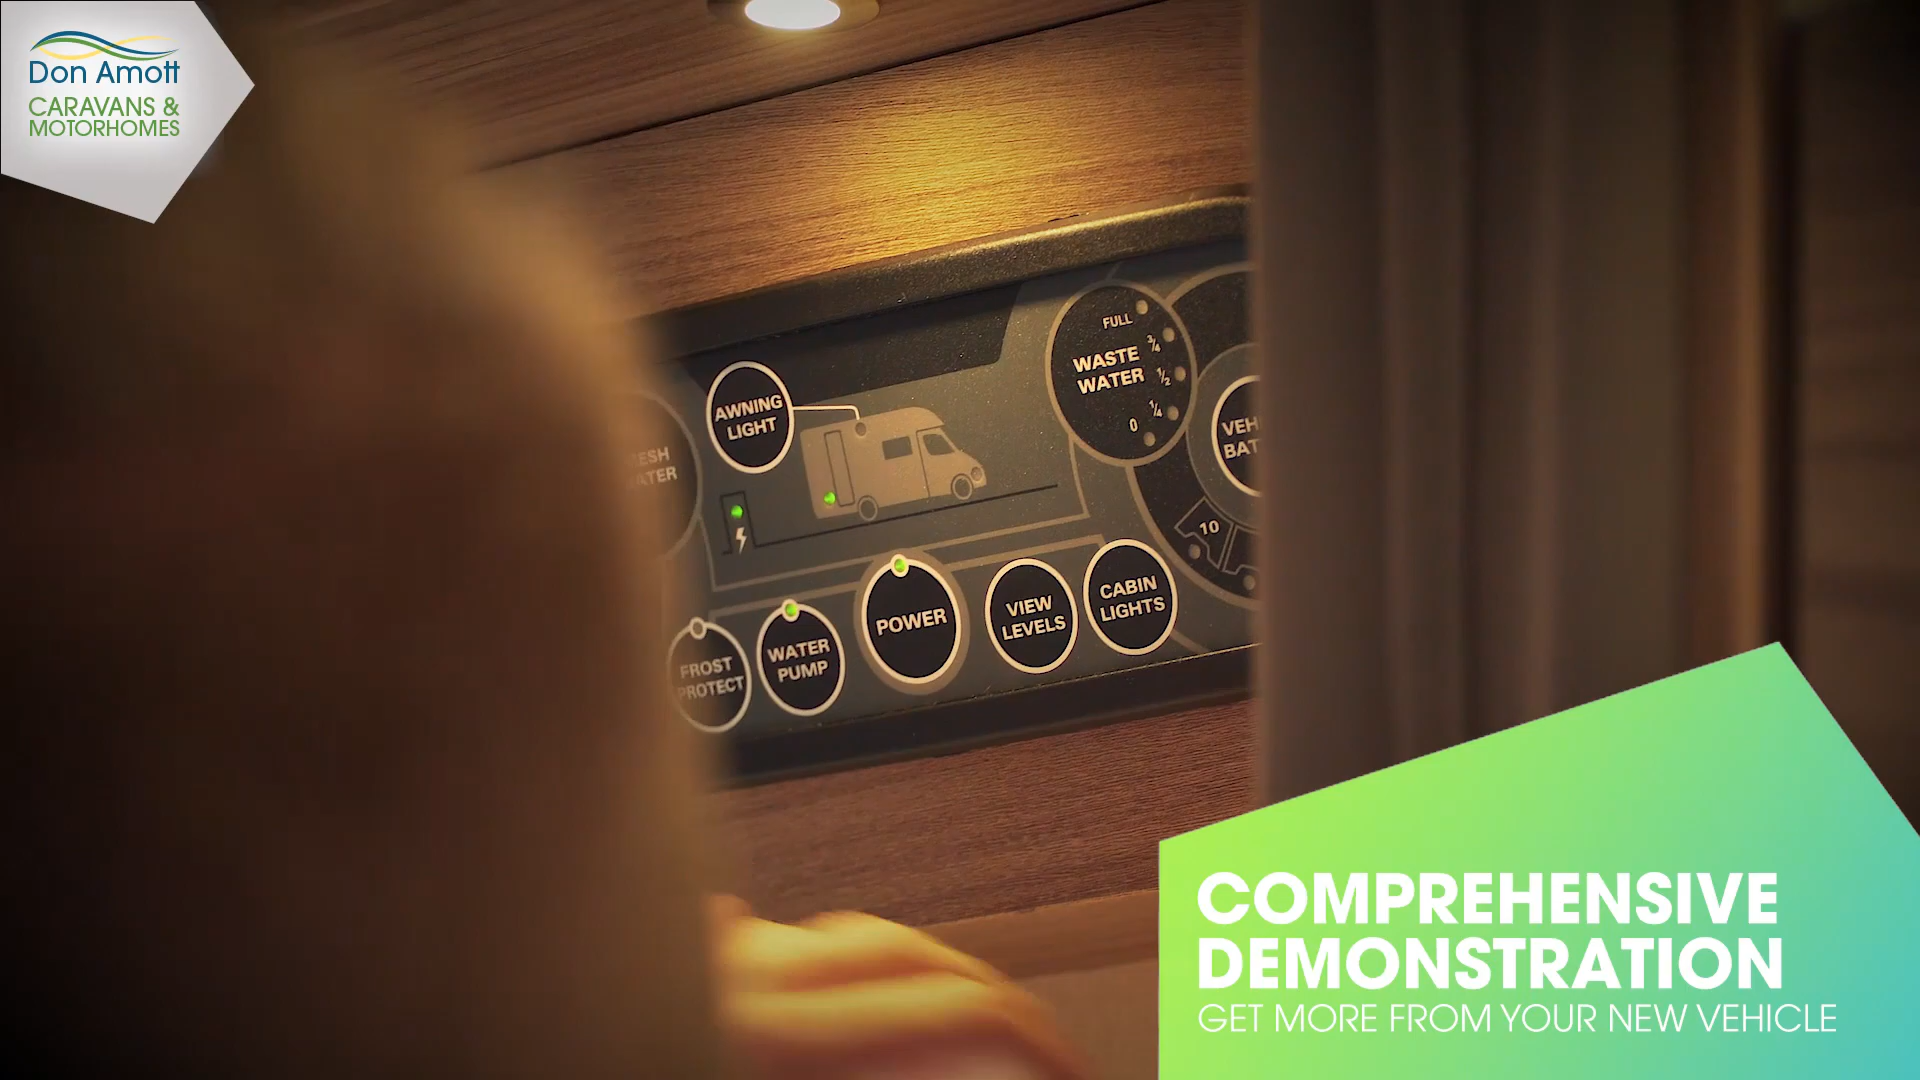 Don Amott
CARAVANS &
MOTORHOMES
FULL
3/4
WASTE
WATER
1/2
1/4
0
AWNING
LIGHT
10
POWER
VIEW
LEVELS
CABIN
LIGHTS
WATER
PUMP
FROST
PROTECT
COMPREHENSIVE
DEMONSTRATION
GET MORE FROM YOUR NEW VEHICLE